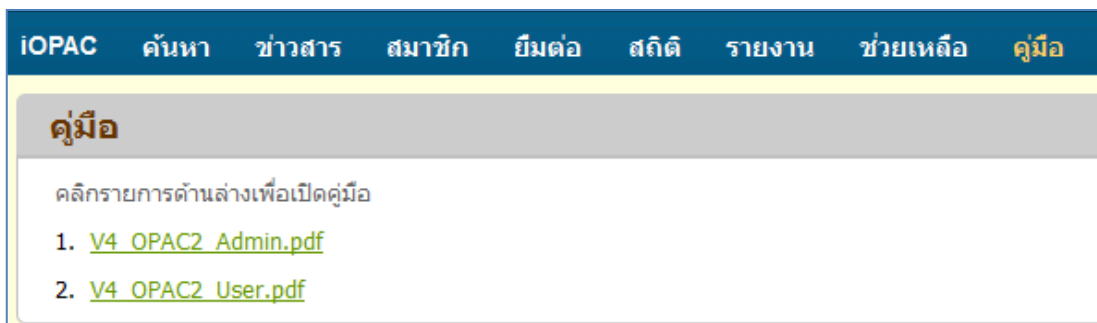 iOPAC ค้นหา ข่าวสาร สมาชิก ยืมต่อ สถิติ รายงาน ช่วยเหลือ คู่มือ
คู่มือ
คลิกรายการด้านล่างเพื่อเปิดคู่มือ
1. V4_OPAC2_Admin.pdf
2. V4_OPAC2_User.pdf